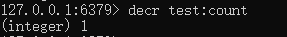 127.0.0.1:6379> decr test:count
(integer) 1